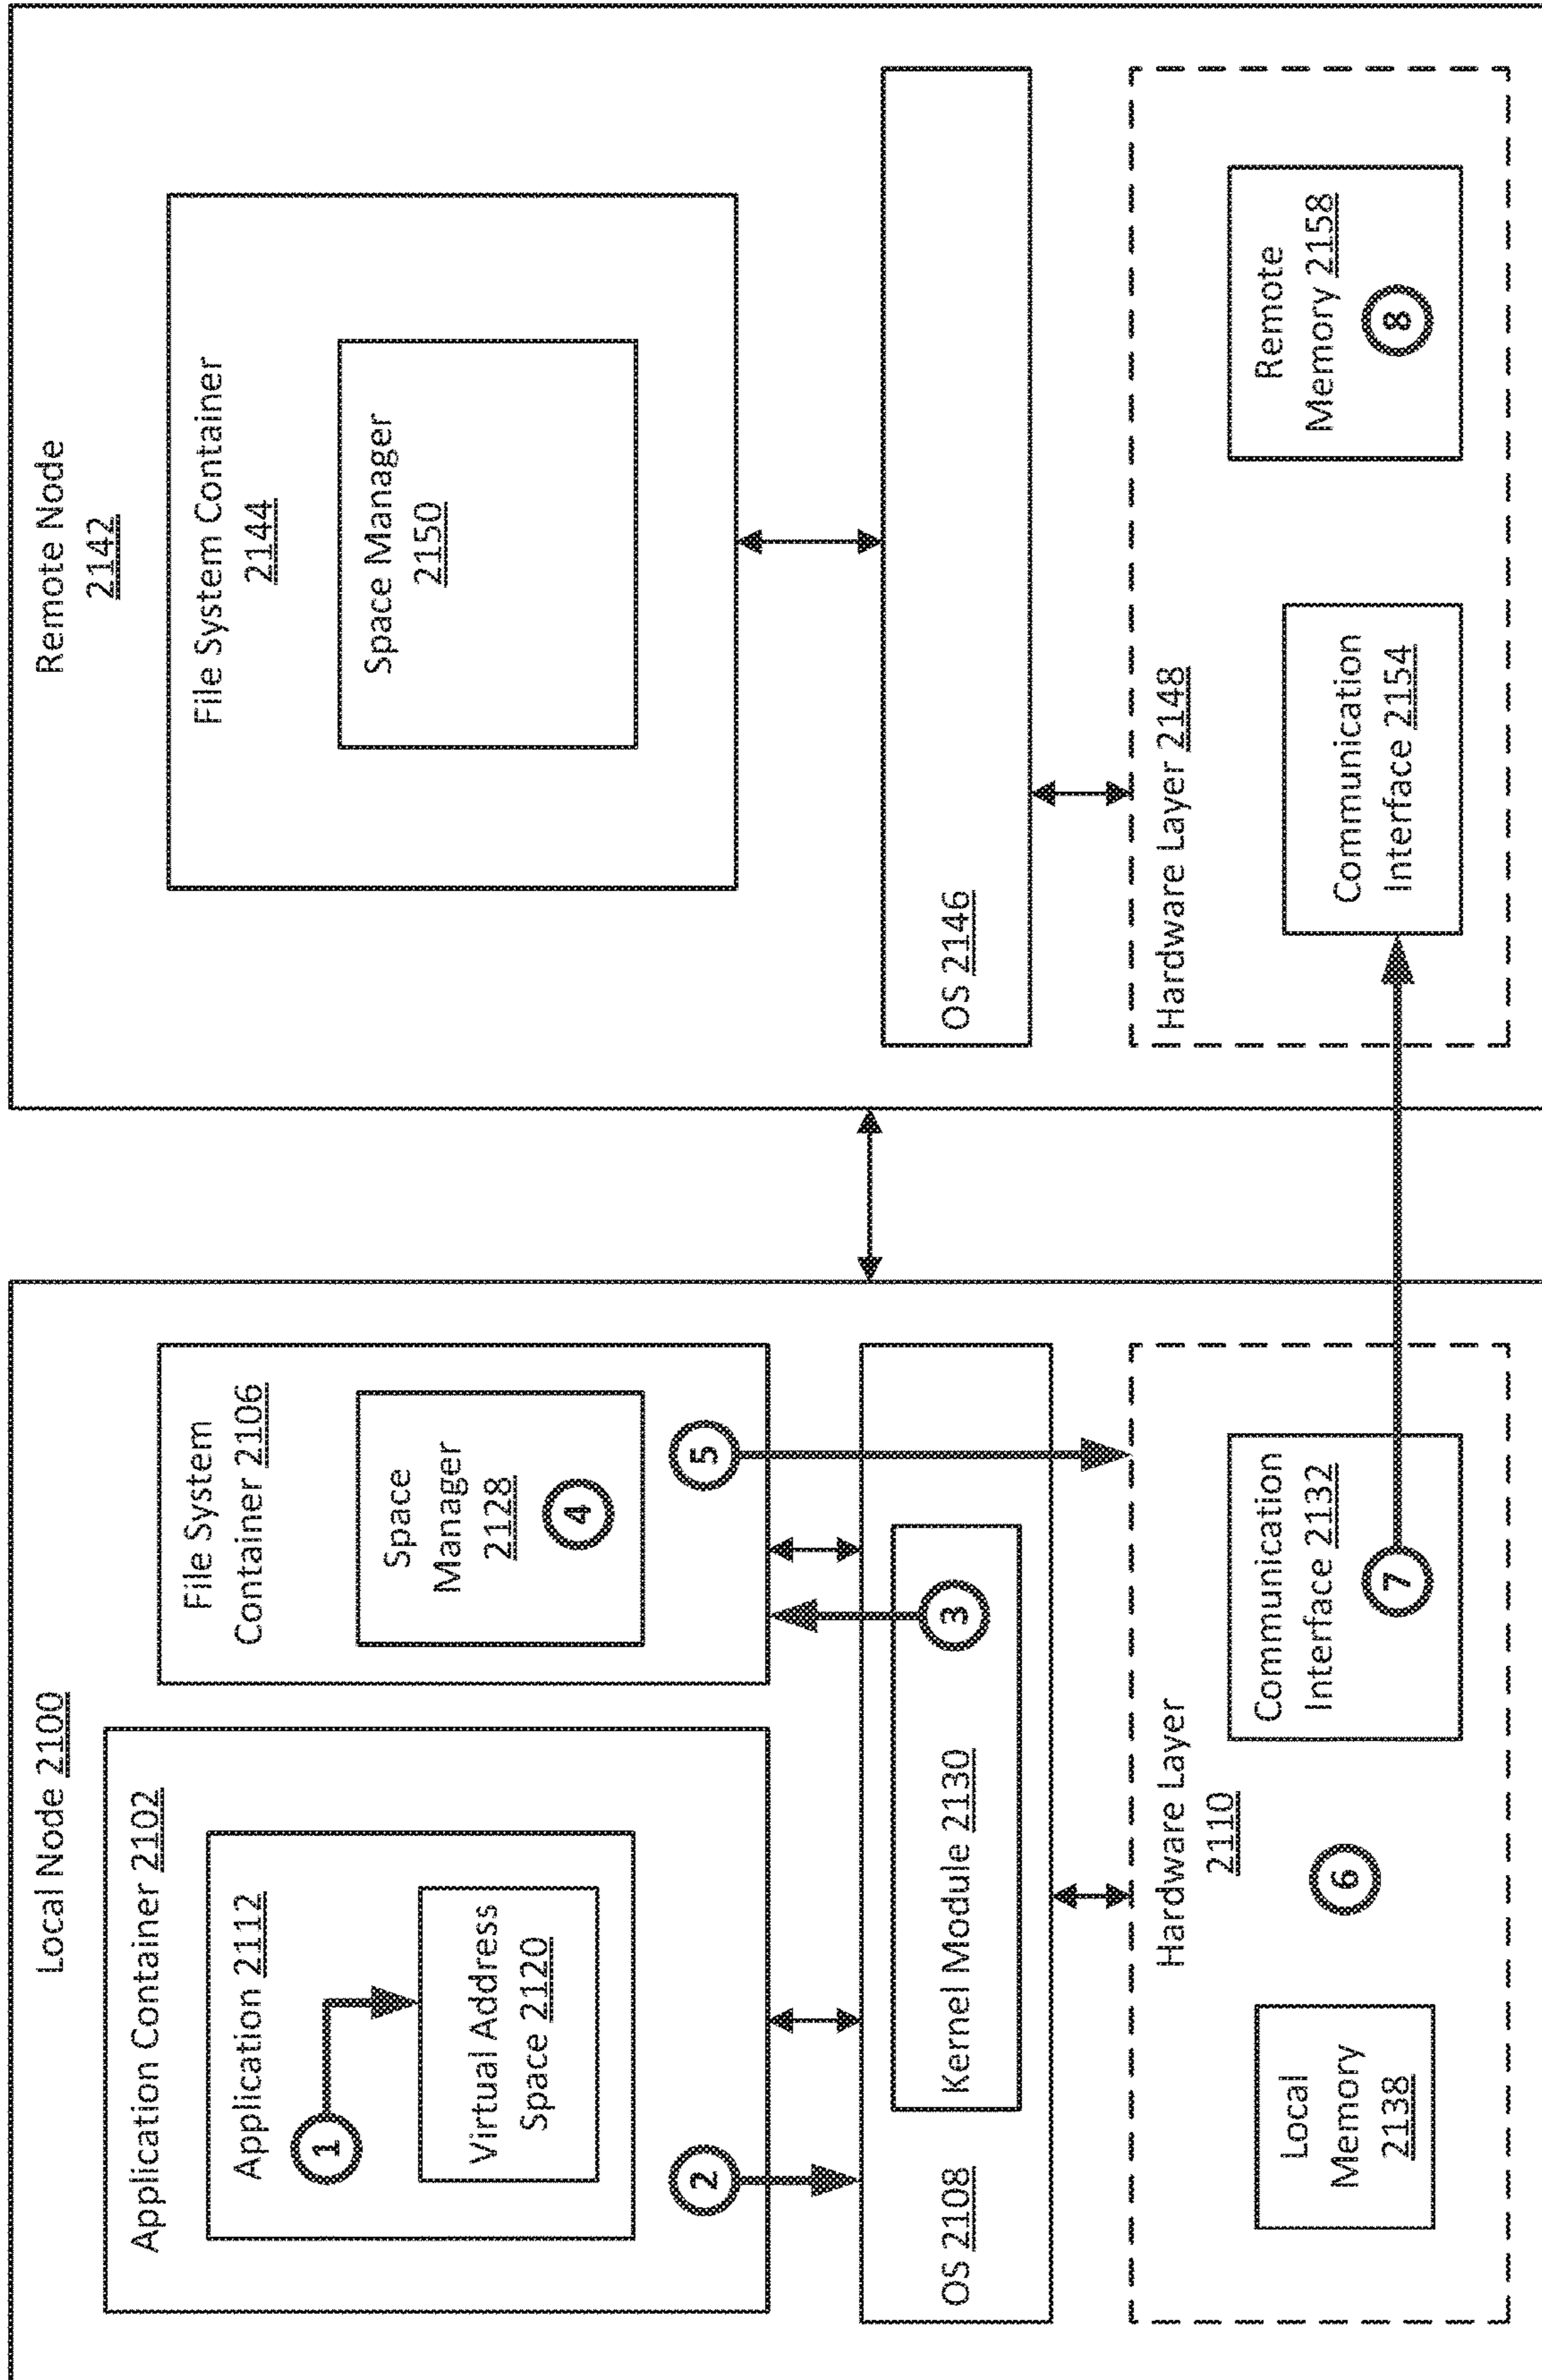 Local Node 2100
Application Container 2102
Application 2112
1
Virtual Address
Space 2120
2
File System
Container 2106
Space
Manager
2128
4
5
OS 2108
Kernel Module 2130
3
Hardware Layer
2110
Local
Memory
2138
6
Communication
Interface 2132
7
Remote Node
2142
File System Container
2144
Space Manager
2150
OS 2146
Hardware Layer 2148
Communication
Interface 2154
Remote
Memory 2158
8